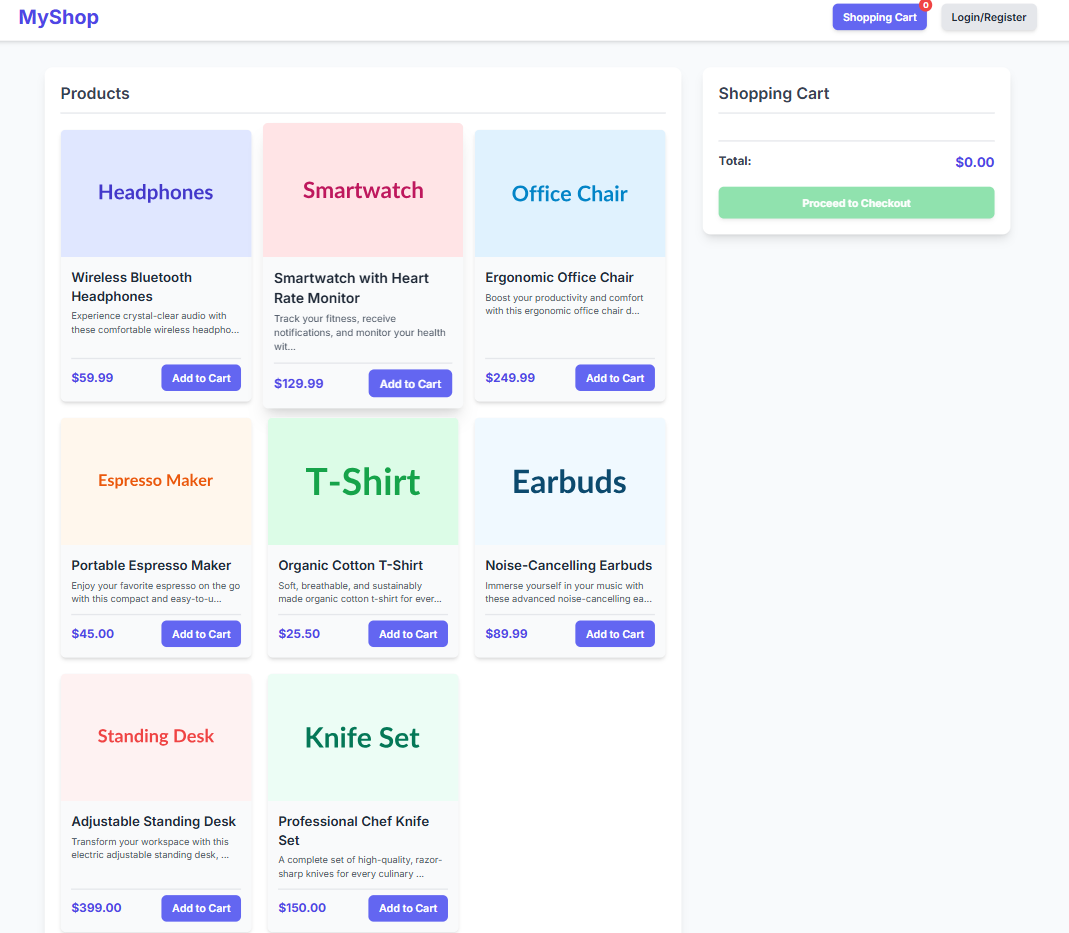 MyShop
Shopping Cart
0
Login/Register
Products
Headphones
Wireless Bluetooth
Headphones
Experience crystal-clear audio with
these comfortable wireless headpho...
$59.99
Add to Cart
Smartwatch
Smartwatch with Heart
Rate Monitor
Track your fitness, receive
notifications, and monitor your health
wit...
$129.99
Add to Cart
Office Chair
Ergonomic Office Chair
Boost your productivity and comfort
with this ergonomic office chair d...
$249.99
Add to Cart
Espresso Maker
Portable Espresso Maker
Enjoy your favorite espresso on the go
with this compact and easy-to-u...
$45.00
Add to Cart
T-Shirt
Organic Cotton T-Shirt
Soft, breathable, and sustainably
made organic cotton t-shirt for ever...
$25.50
Add to Cart
Earbuds
Noise-Cancelling Earbuds
Immerse yourself in your music with
these advanced noise-cancelling ea...
$89.99
Add to Cart
Standing Desk
Adjustable Standing Desk
Transform your workspace with this
electric adjustable standing desk, ...
$399.00
Add to Cart
Knife Set
Professional Chef Knife
Set
A complete set of high-quality, razor-
sharp knives for every culinary ...
$150.00
Add to Cart
Shopping Cart
Total:
$0.00
Proceed to Checkout